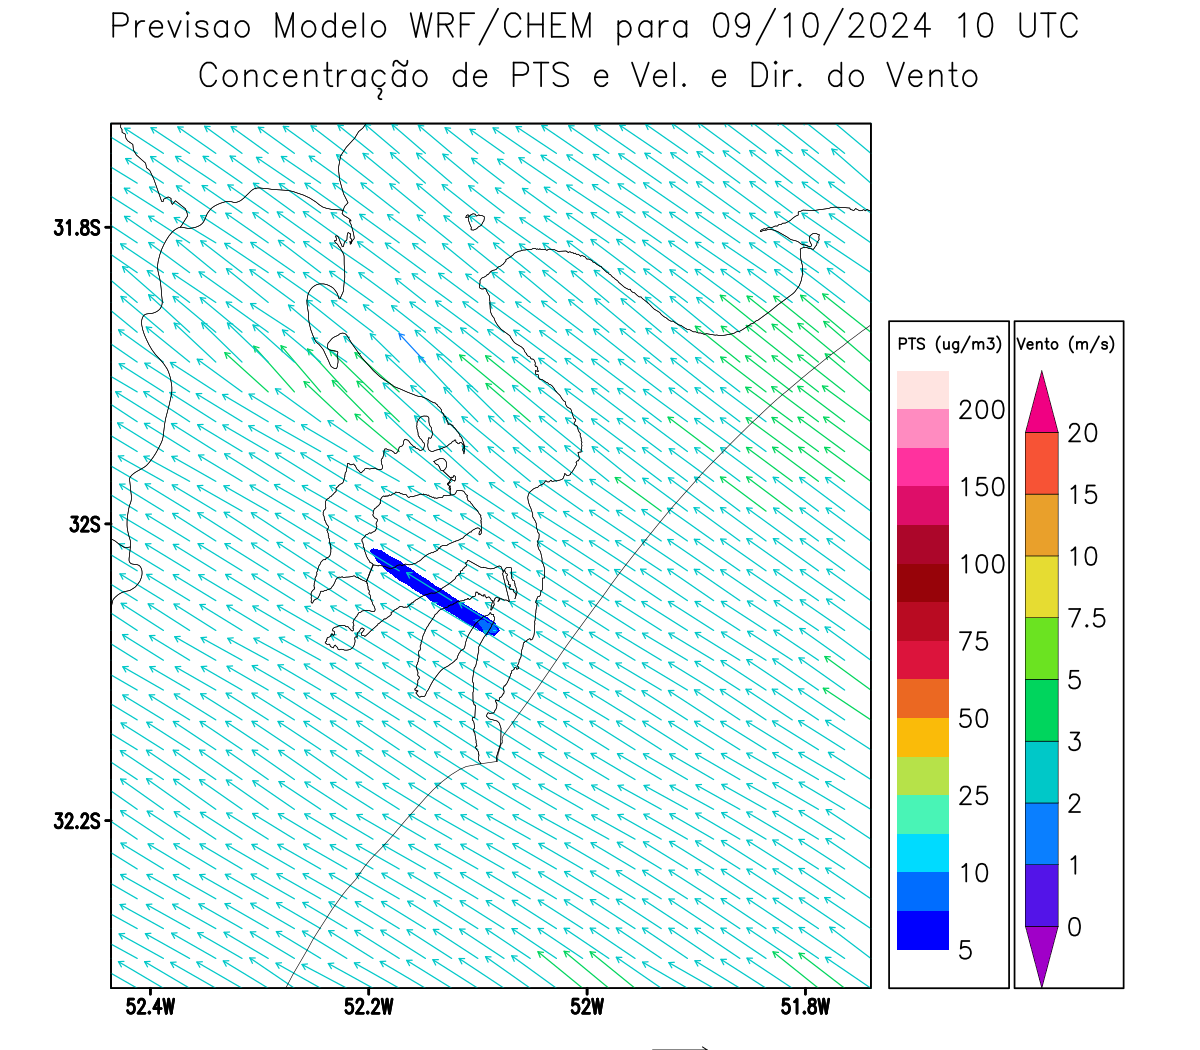 Previsao Modelo WRF/CHEM para 09/10/2024 10 UTC
Concentração de PTS e Vel. e Dir. do Vento
31.8S
32S
32.2S
52.4W
52.2W
52W
51.8W
PTS (ug/m3)
200
150
100
75
50
25
10
5
Vento (m/s)
20
15
10
7.5
5
3
2
1
0